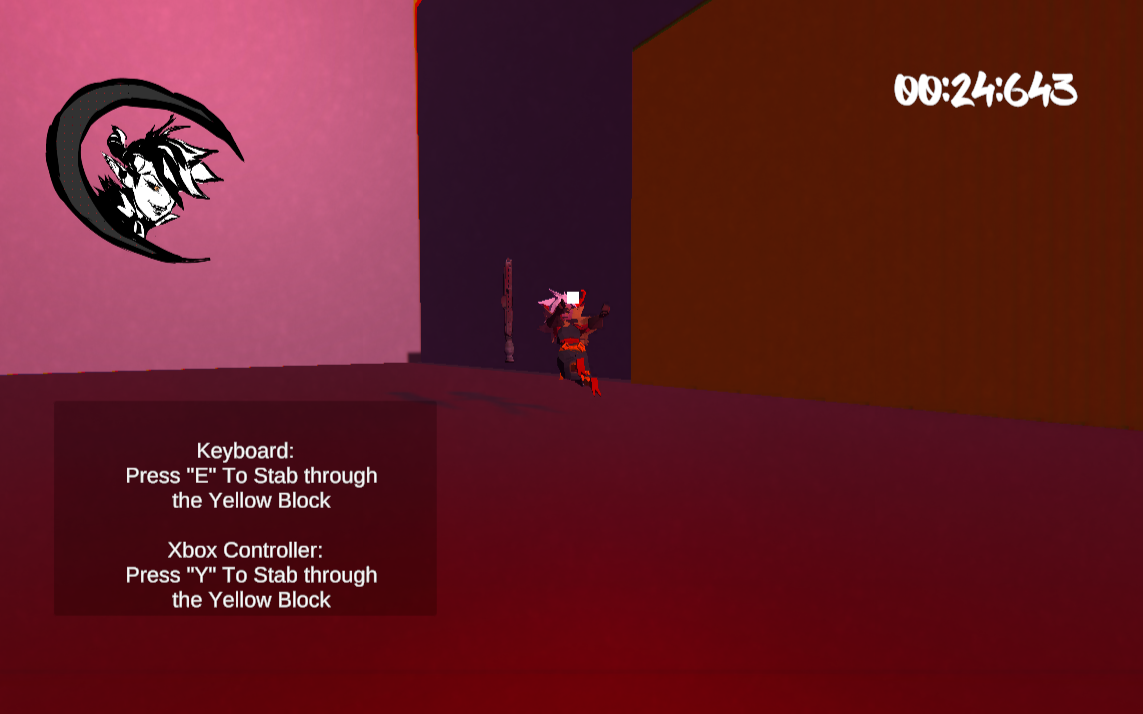 00:24:643
Keyboard:
Press "E" To Stab through
the Yellow Block
Xbox Controller:
Press "Y" To Stab through
the Yellow Block